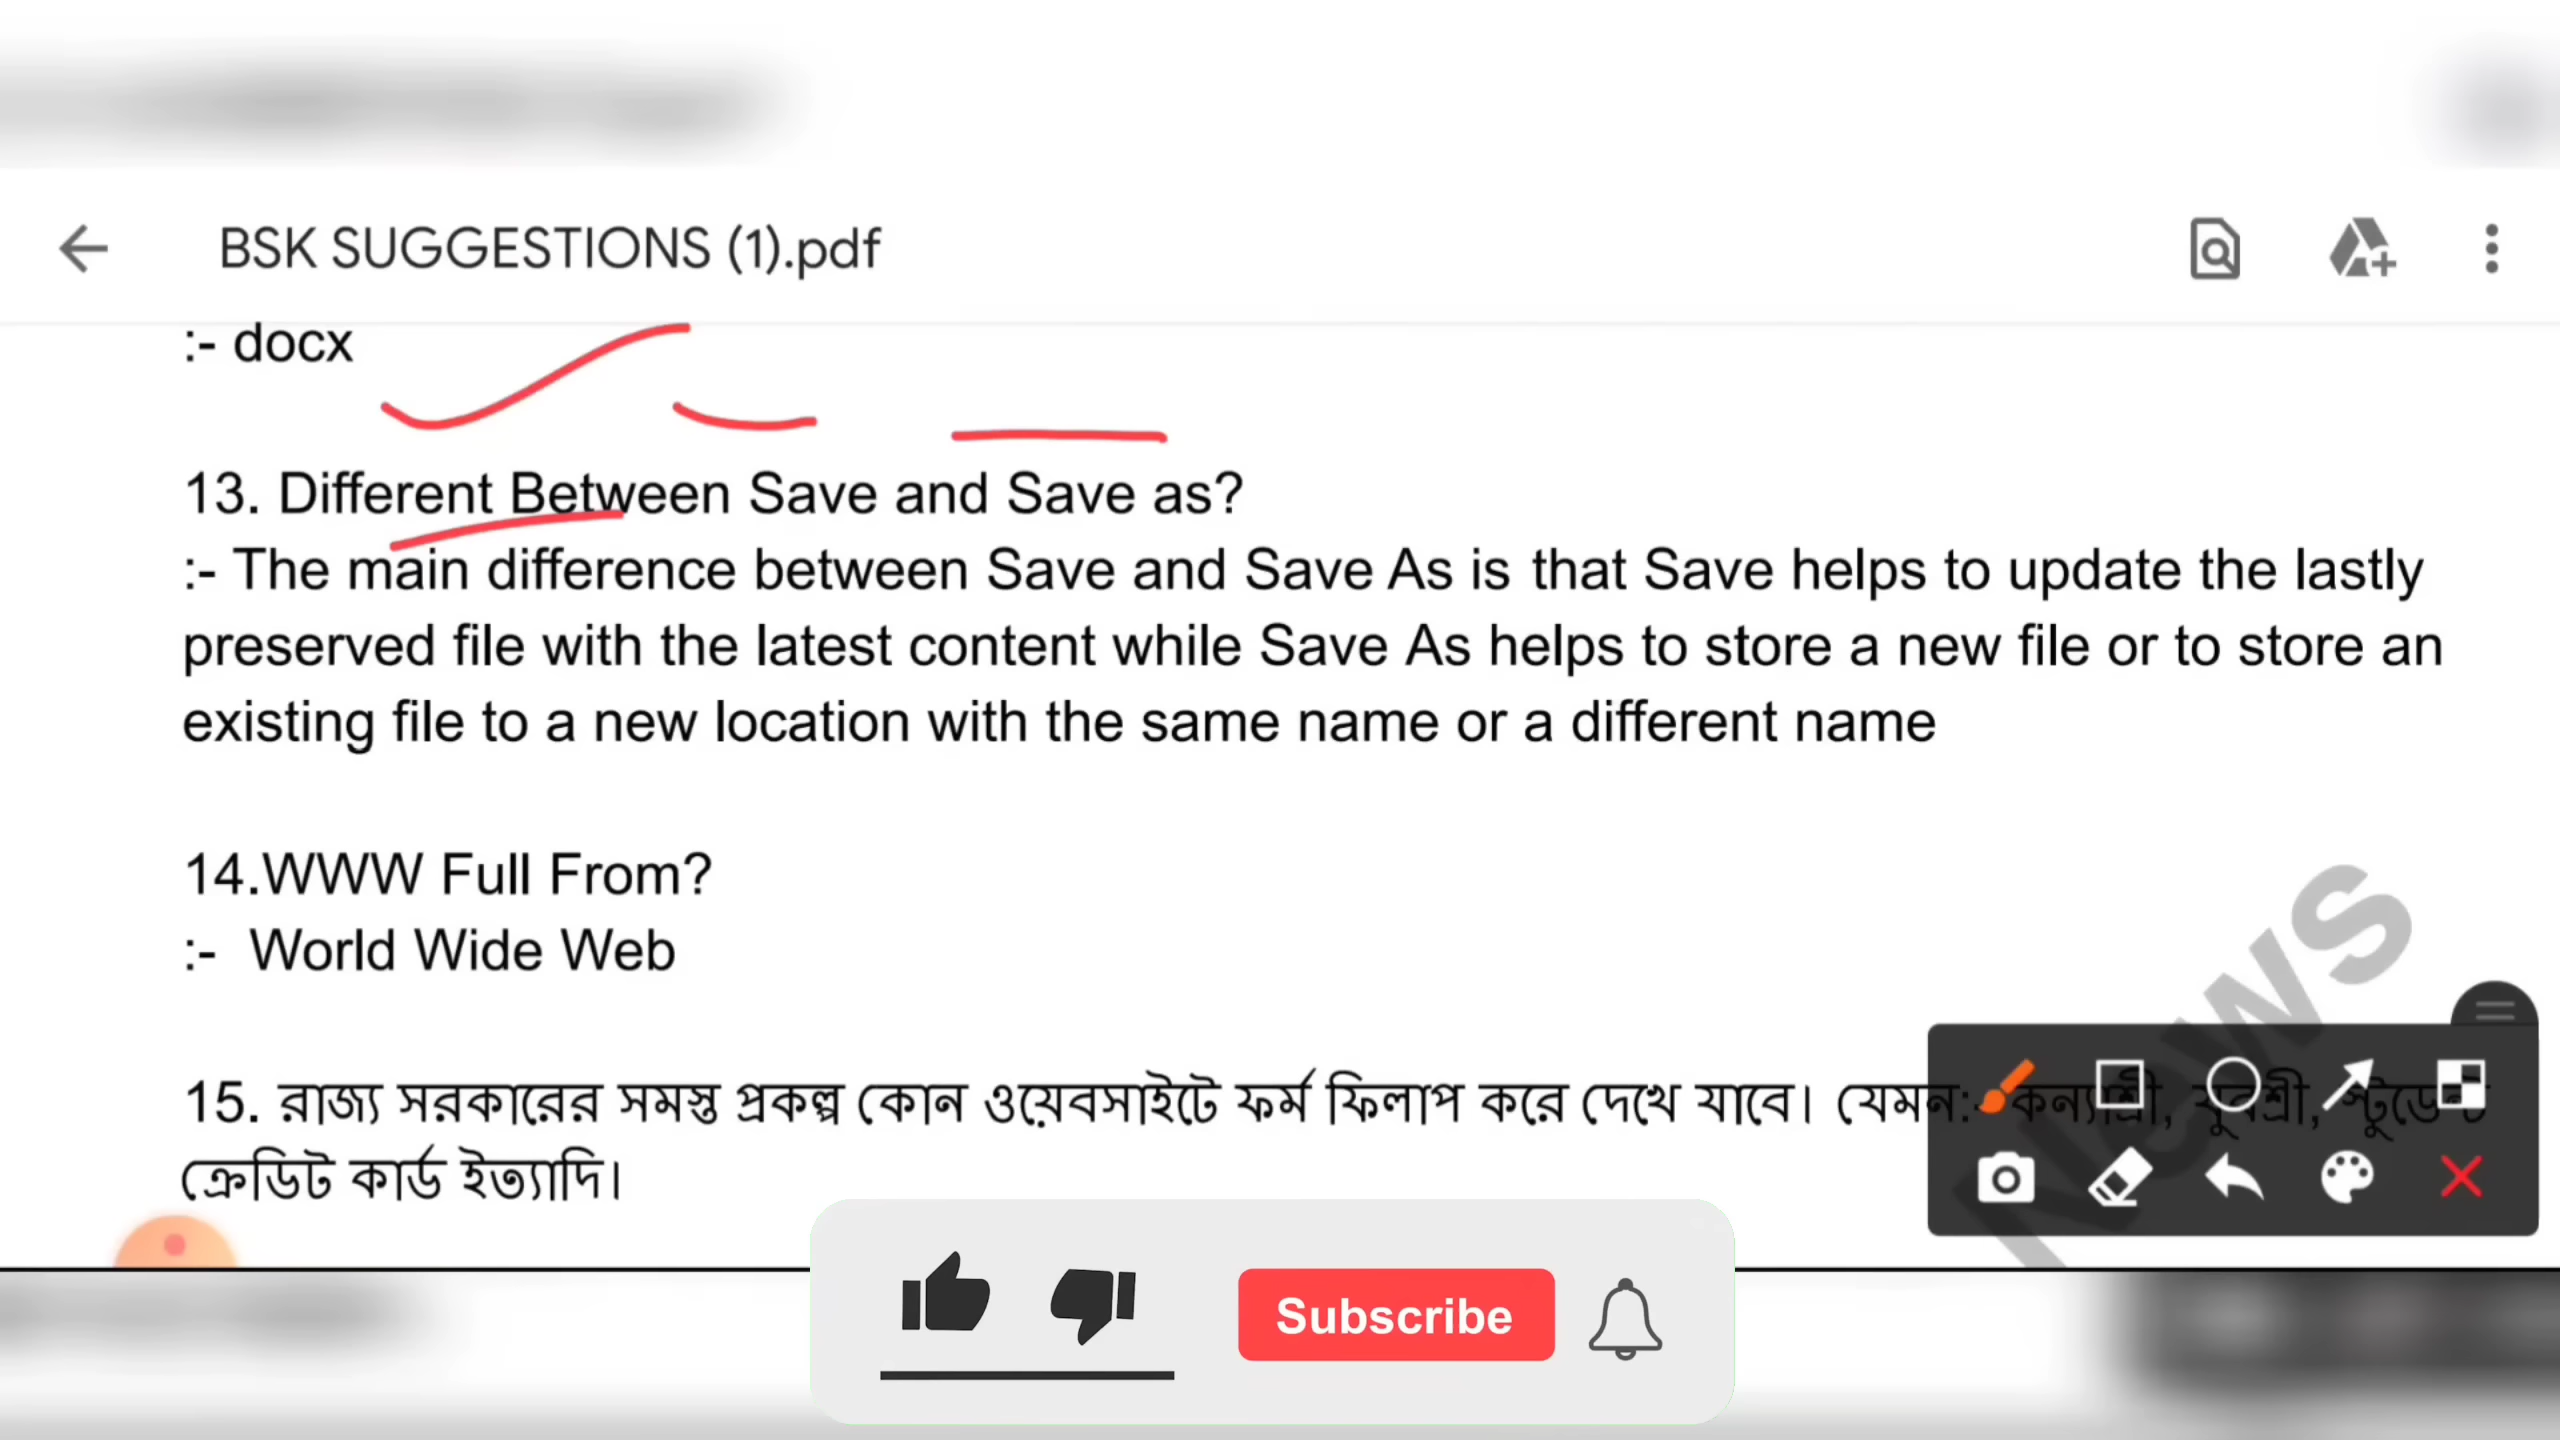 BSK SUGGESTIONS (1).pdf
:- docx
13. Different Between Save and Save as?
:- The main difference between Save and Save As is that Save helps to update the lastly
preserved file with the latest content while Save As helps to store a new file or to store an
existing file to a new location with the same name or a different name
14.WWW Full From?
:- World Wide Web
15. রাজ্য সরকারের সমস্ত প্রকল্প কোন ওয়েবসাইটে ফর্ম ফিলাপ করে দেখে যাবে। যেমন:- কন্যাশ্রী, যুবশ্রী, স্টুডেন্ট
ক্রেডিট কার্ড ইত্যাদি।
News
Subscribe